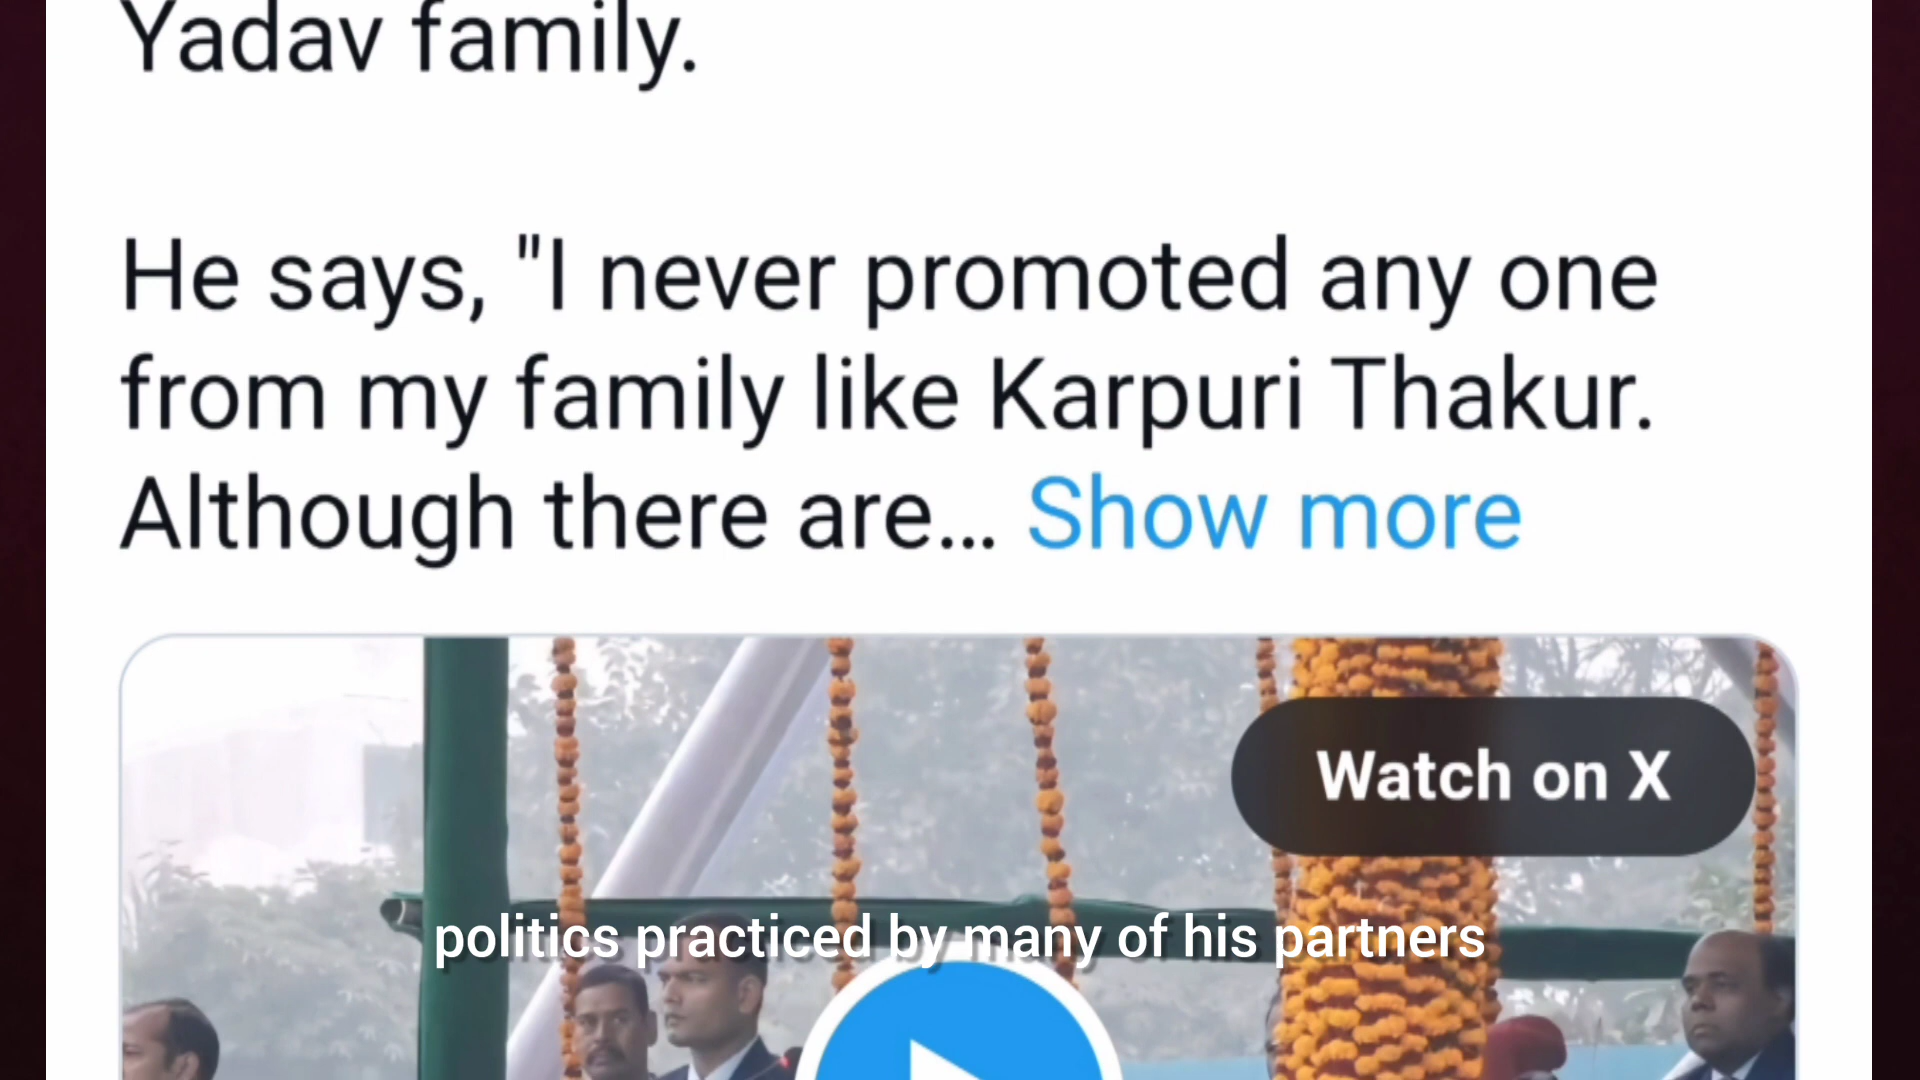 Yadav family.
He says, "I never promoted any one
from my family like Karpuri Thakur.
Although there are... Show more
Watch on X
politics practiced by many of his partners